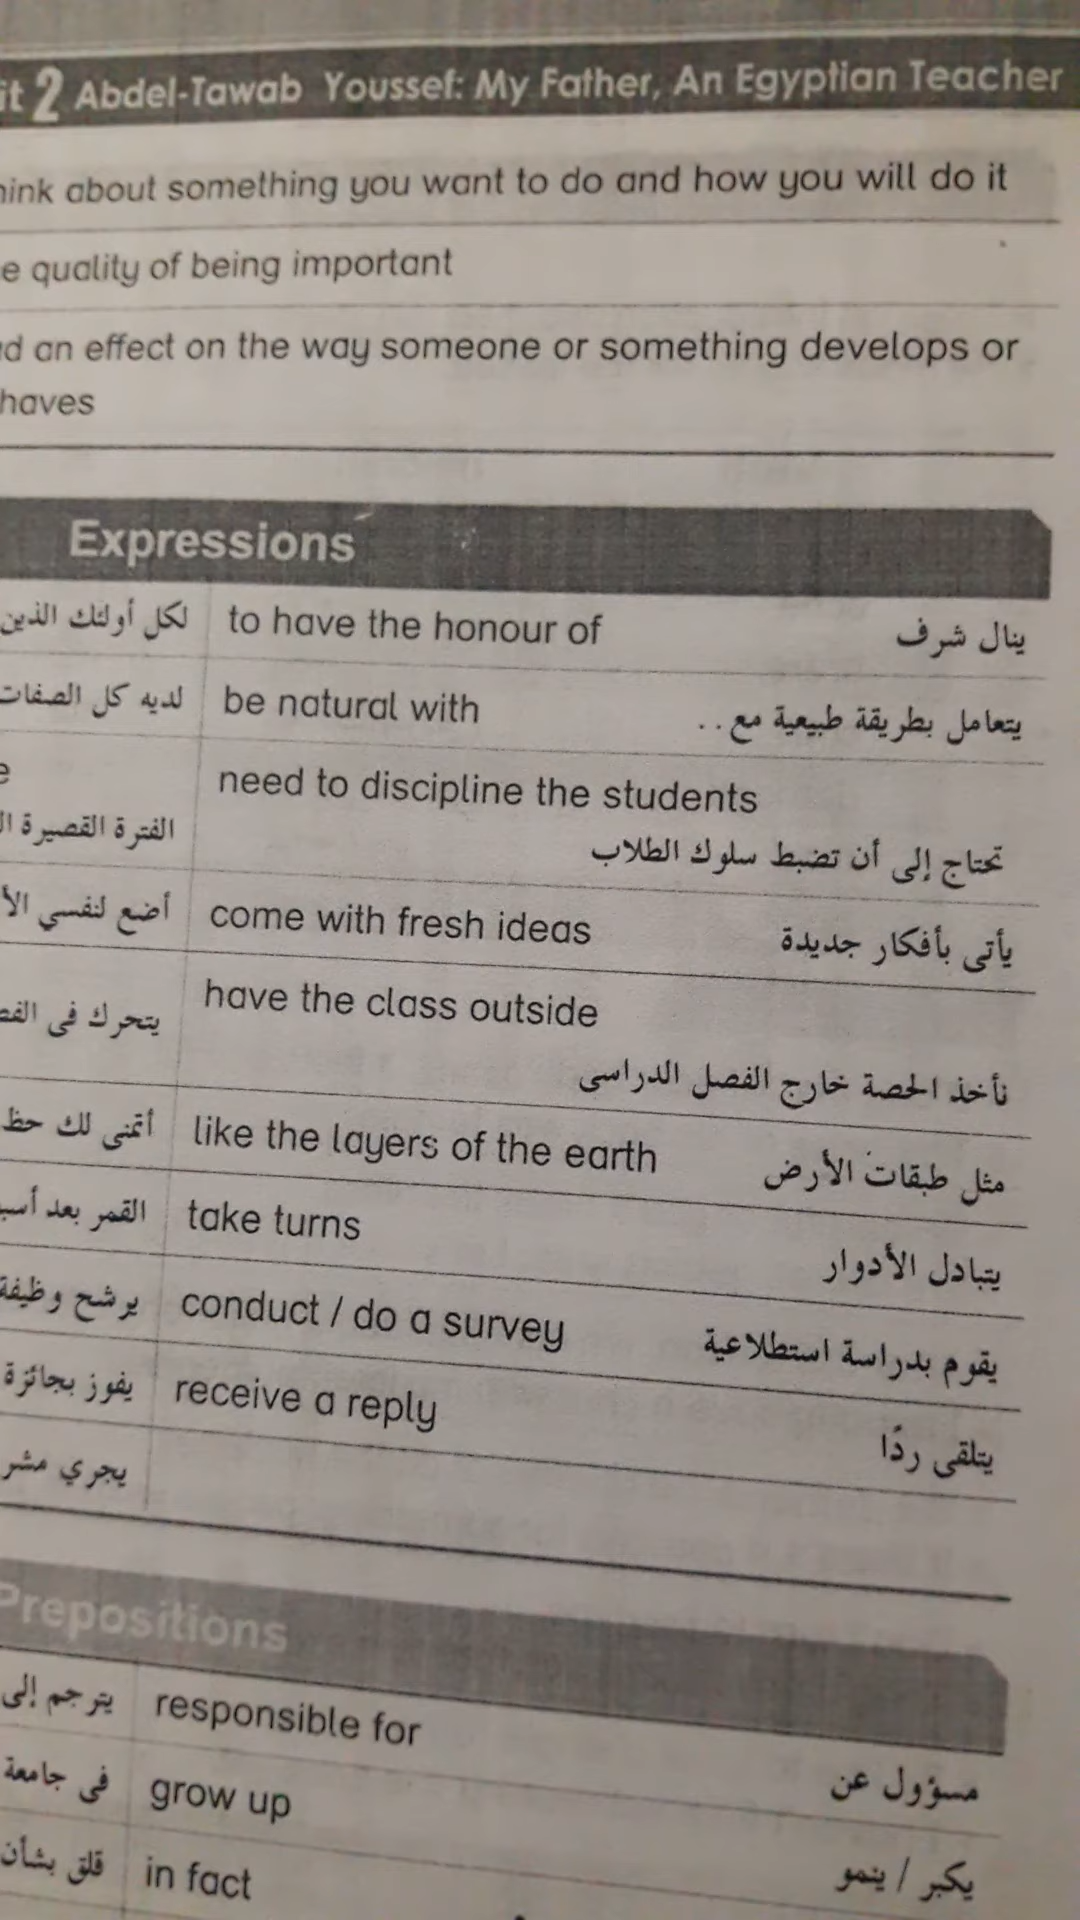 2 Abdel-Tawab Youssef: My Father, An Egyptian Teacher
about something you want to do and how you will do it
quality of being important
an effect on the way someone or something develops or
Expressions
لكل أولئك الذين to have the honour of ينال شرف
لديه كل الصفات be natural with يتعامل بطريقة طبيعية مع ..
need to discipline the students
الفترة القصيرة تحتاج إلى أن تضبط سلوك الطلاب
أضع لنفسي come with fresh ideas يأتى بأفكار جديدة
have the class outside
يتحرك فى نأخذ الحصة خارج الفصل الدراسى
أتمنى لك حظ like the layers of the earth مثل طبقات الأرض
القمر بعد take turns يتبادل الأدوار
يرشح وظيفة conduct / do a survey يقوم بدراسة استطلاعية
يفوز بجائزة receive a reply يتلقى ردًا
يجري
Prepositions
يترجم إلى responsible for مسؤول عن
فى جامعة grow up يكبر / ينمو
قلق بشأن in fact